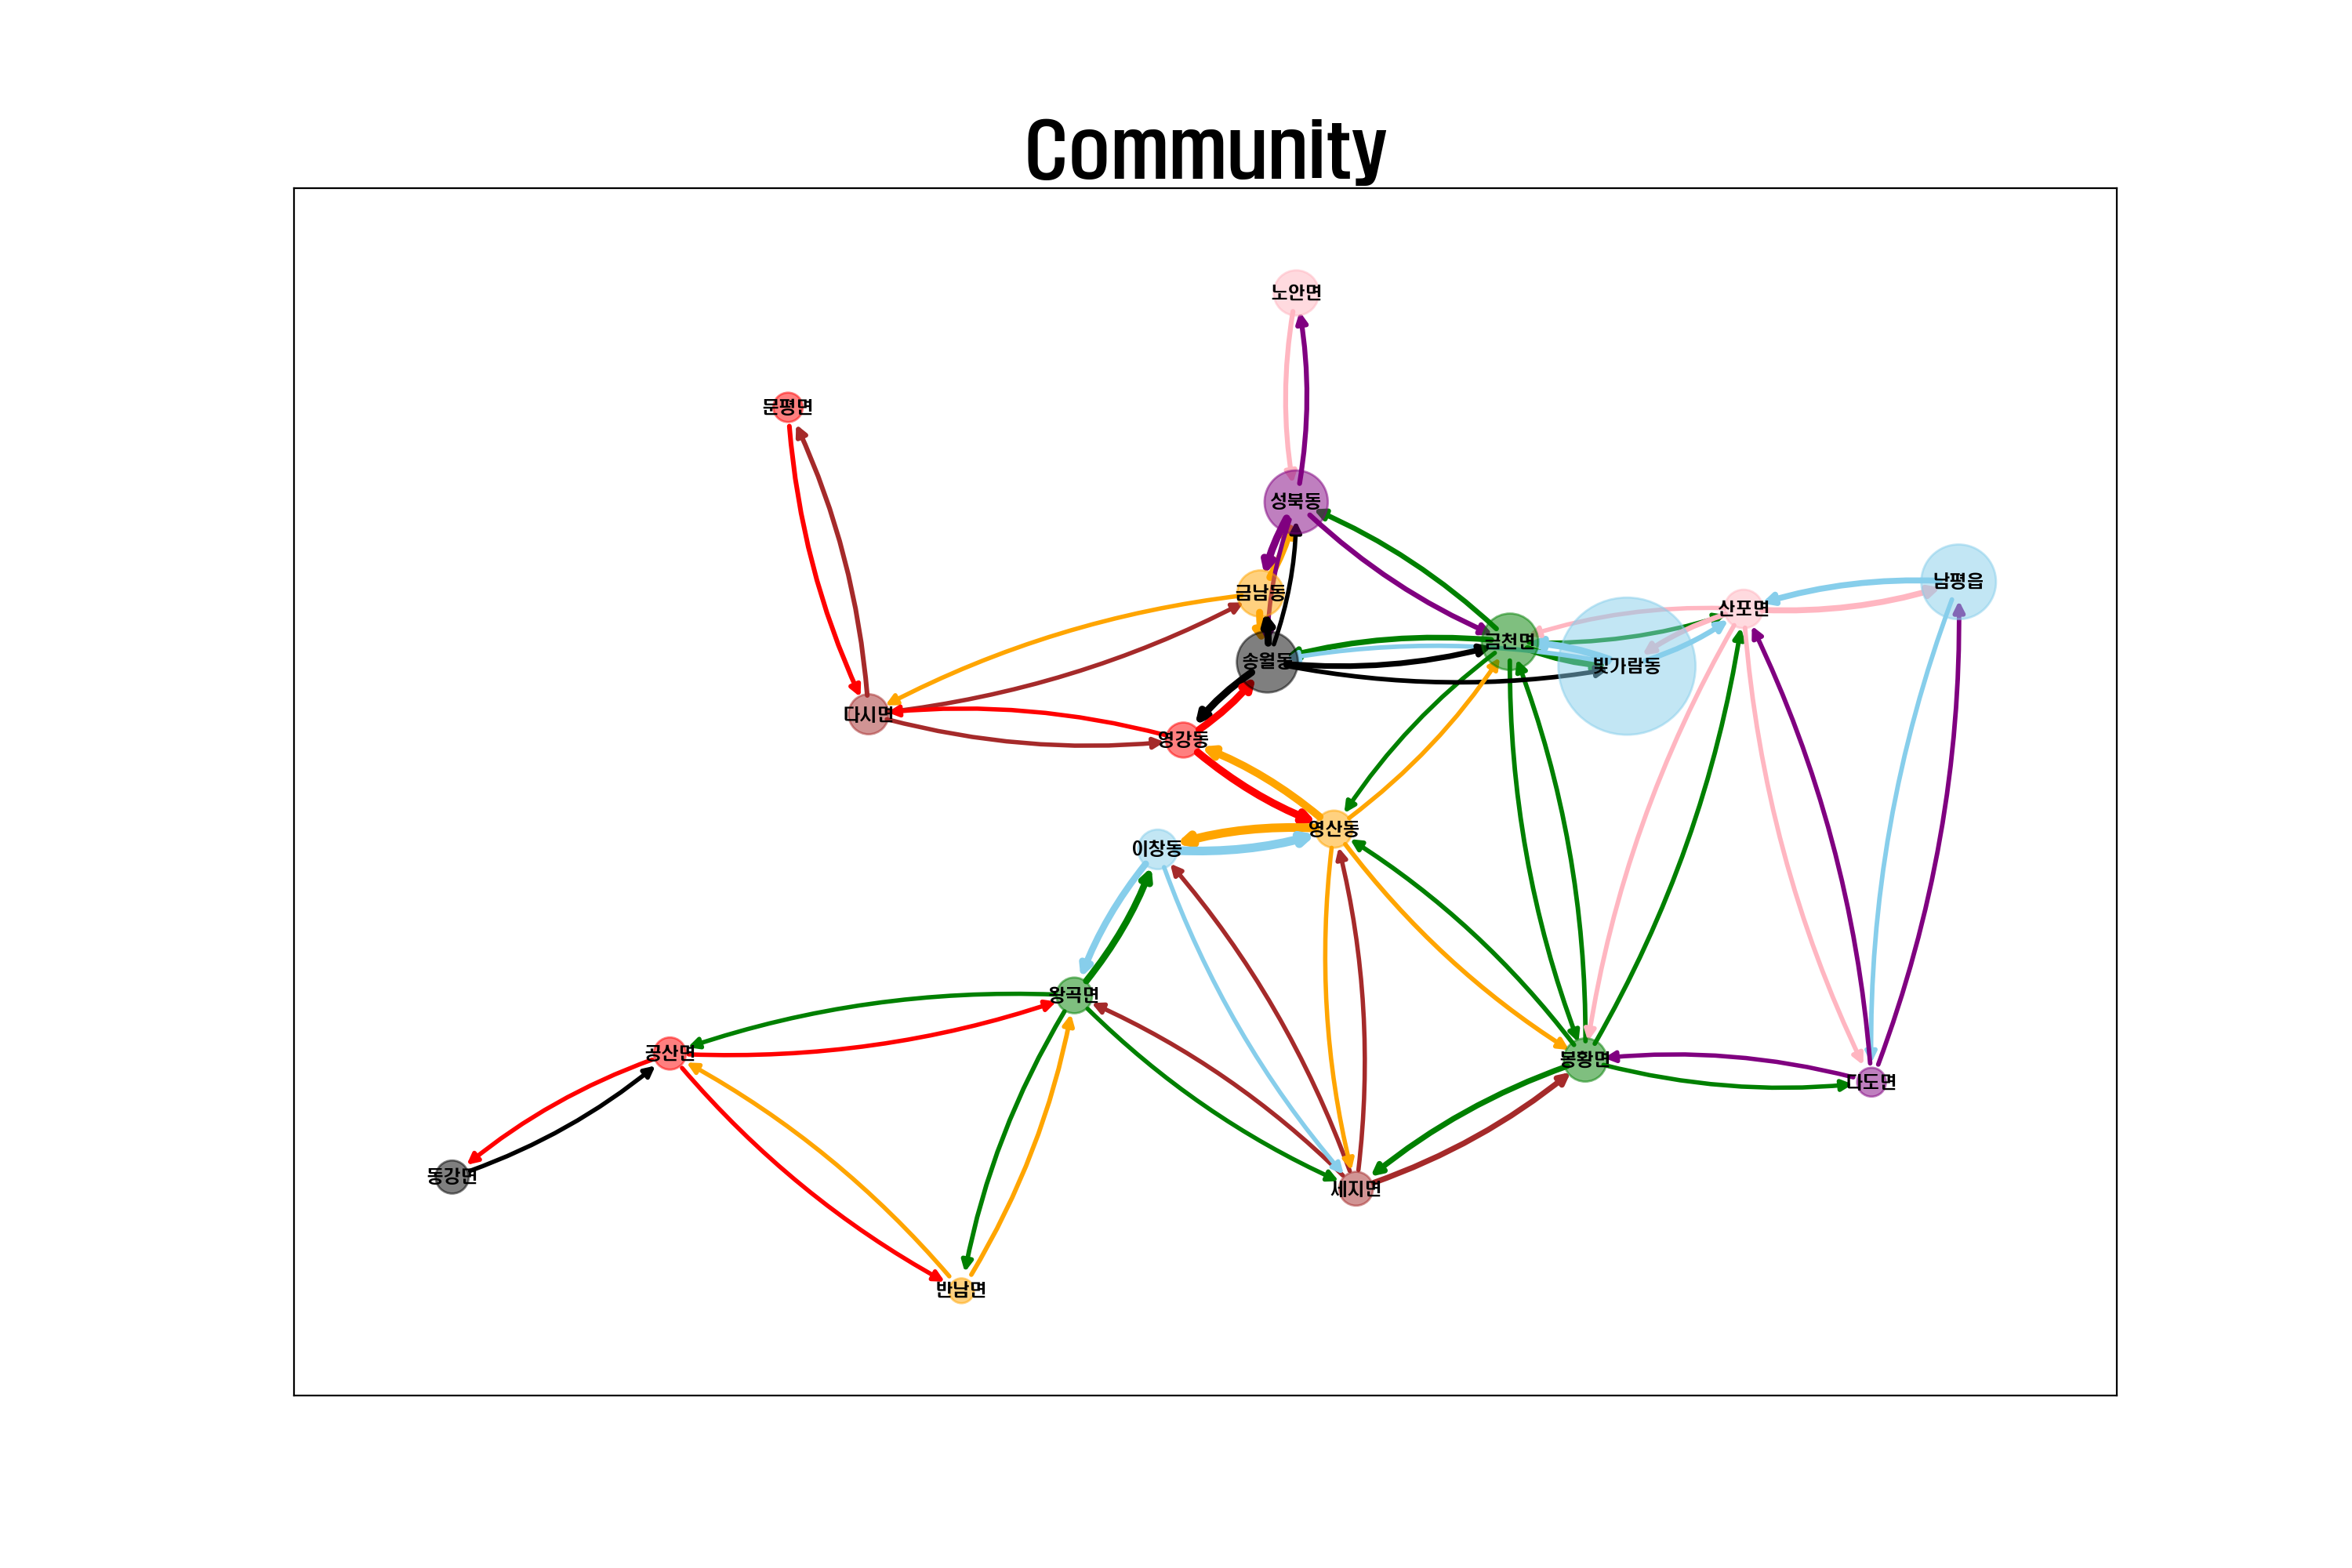 Community
노안면
문평면
성북동
남평읍
금남동
산포면
금천면
송월동
빛가람동
다시면
영강동
영산동
이창동
왕곡면
공산면
봉황면
다도면
동강면
세지면
반남면